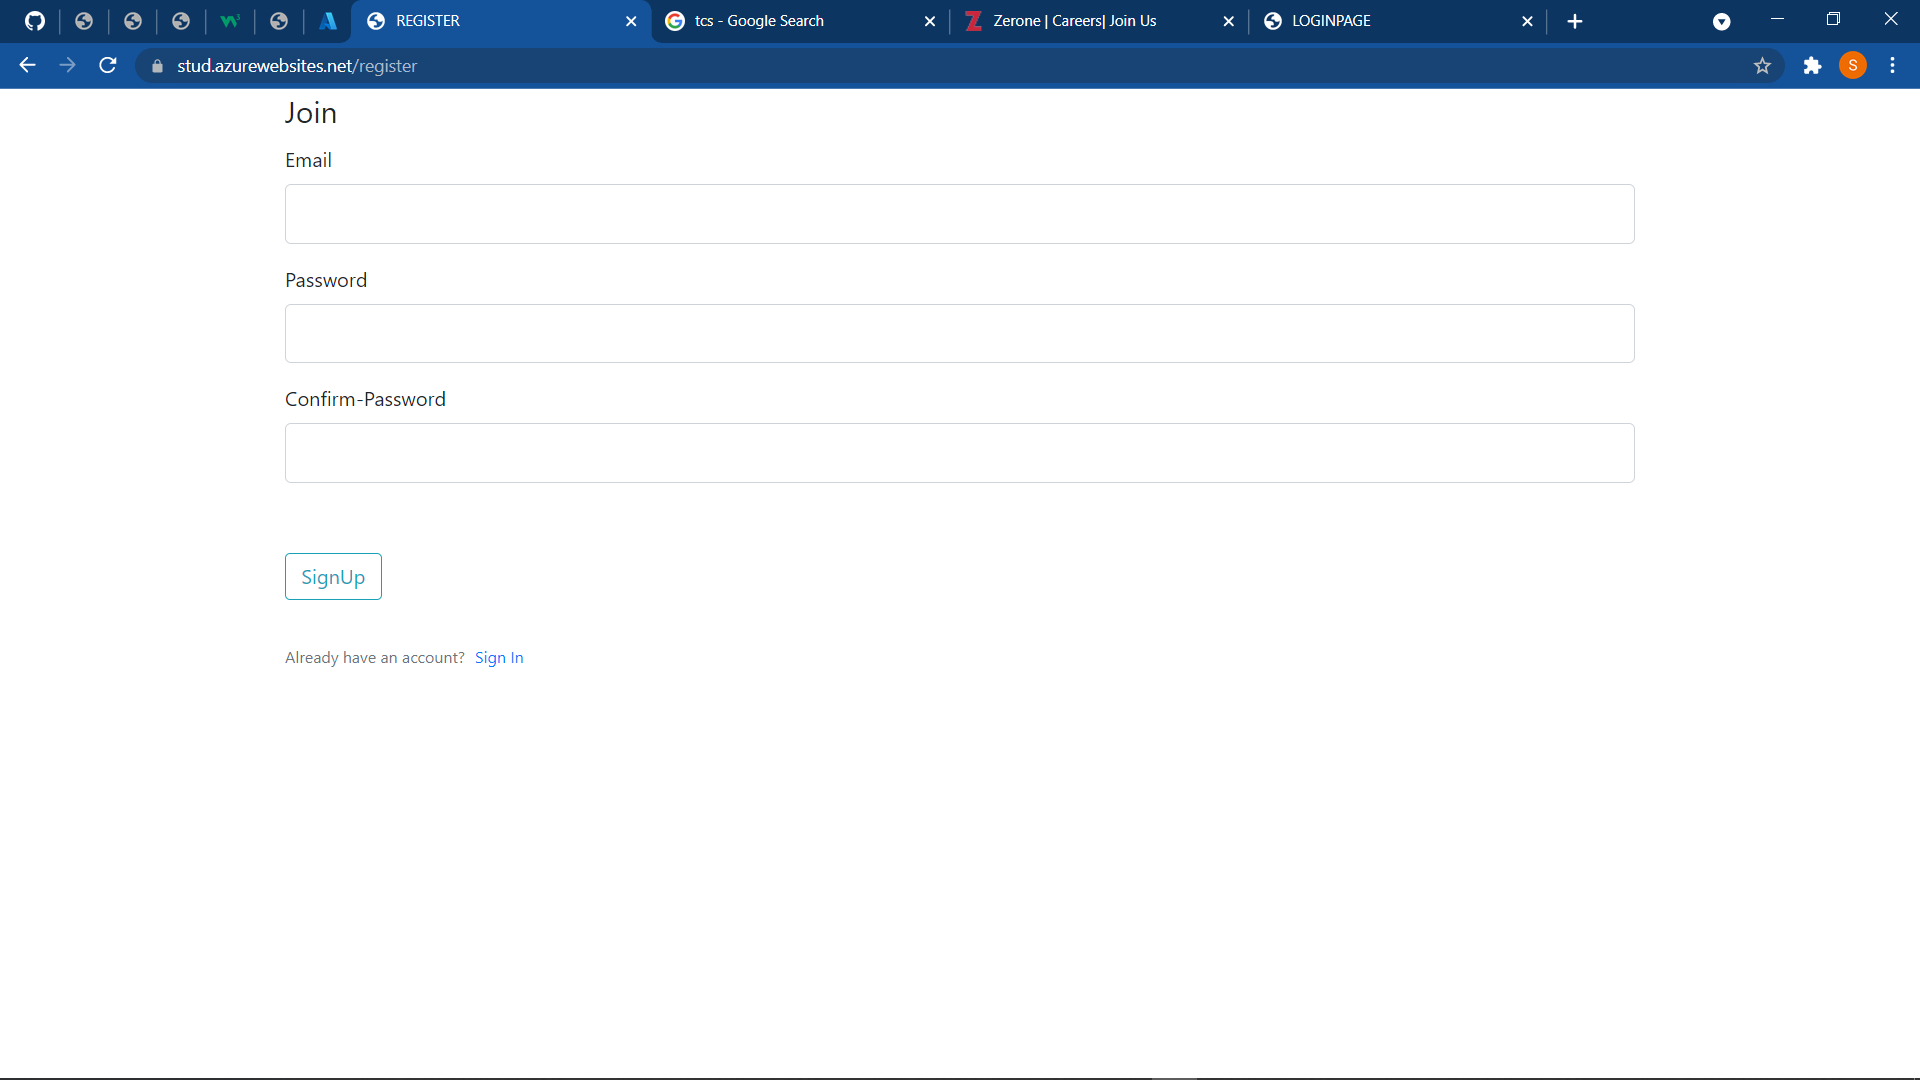 REGISTER
tcs - Google Search
Zerone | Careers| Join Us
LOGINPAGE
stud.azurewebsites.net/register
S
Join
Email
Password
Confirm-Password
SignUp
Already have an account? Sign In